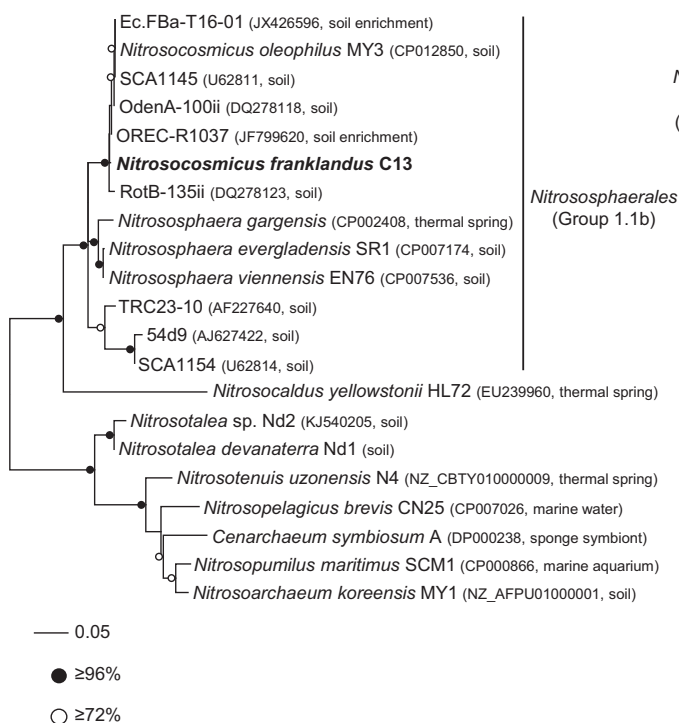 Ec.FBa-T16-01 (JX426596, soil enrichment)
Nitrosocosmicus oleophilus MY3 (CP012850, soil)
SCA1145 (U62811, soil)
OdenA-100ii (DQ278118, soil)
OREC-R1037 (JF799620, soil enrichment)
Nitrosocosmicus franklandus C13
RotB-135ii (DQ278123, soil)
Nitrososphaera gargensis (CP002408, thermal spring)
Nitrososphaera evergladensis SR1 (CP007174, soil)
Nitrososphaera viennensis EN76 (CP007536, soil)
TRC23-10 (AF227640, soil)
54d9 (AJ627422, soil)
SCA1154 (U62814, soil)
Nitrososphaerales
(Group 1.1b)
Nitrosocaldus yellowstonii HL72 (EU239960, thermal spring)
Nitrosotalea sp. Nd2 (KJ540205, soil)
Nitrosotalea devanaterra Nd1 (soil)
Nitrosotenuis uzonensis N4 (NZ_CBTY010000009, thermal spring)
Nitrosopelagicus brevis CN25 (CP007026, marine water)
Cenarchaeum symbiosum A (DP000238, sponge symbiont)
Nitrosopumilus maritimus SCM1 (CP000866, marine aquarium)
Nitrosoarchaeum koreensis MY1 (NZ_AFPU01000001, soil)
0.05
≥96%
≥72%